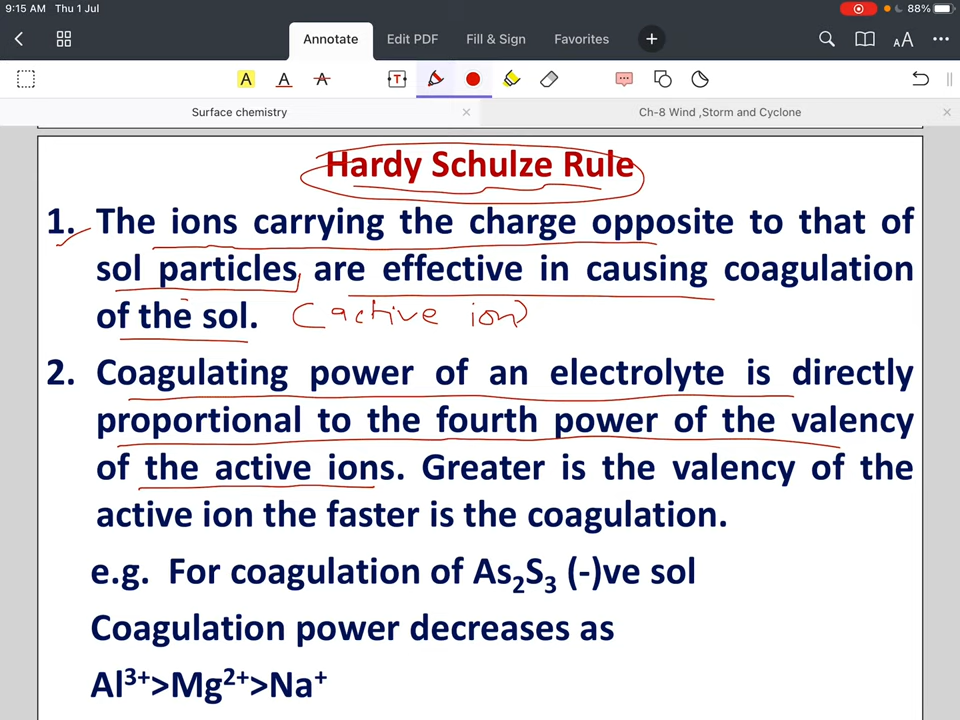 9:15 AM Thu 1 Jul
88%
Annotate Edit PDF Fill & Sign Favorites
A A A T AA
Surface chemistry
Ch-8 Wind ,Storm and Cyclone
Hardy Schulze Rule
1. The ions carrying the charge opposite to that of
sol particles, are effective in causing coagulation
of the sol. (active ion)
2. Coagulating power of an electrolyte is directly
proportional to the fourth power of the valency
of the active ions. Greater is the valency of the
active ion the faster is the coagulation.
e.g. For coagulation of As₂S₃ (-)ve sol
Coagulation power decreases as
Al³⁺>Mg²⁺>Na⁺